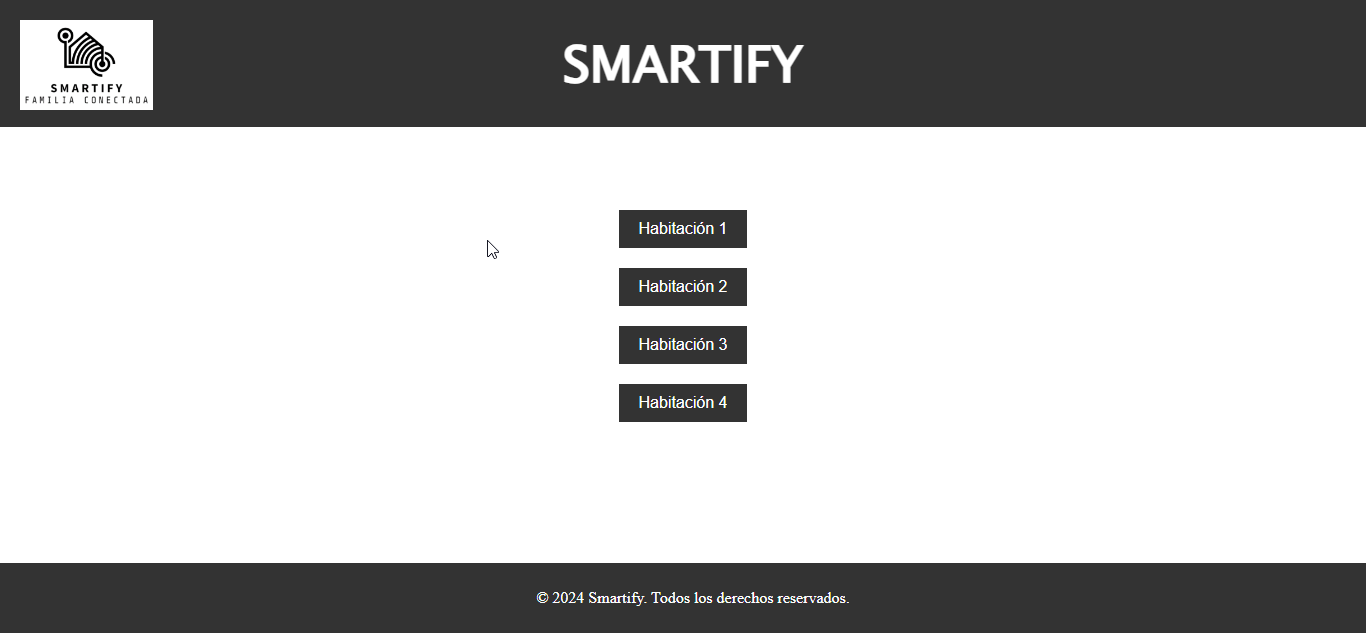 SMARTIFY
FAMILIA CONECTADA
SMARTIFY
Habitación 1
Habitación 2
Habitación 3
Habitación 4
© 2024 Smartify. Todos los derechos reservados.